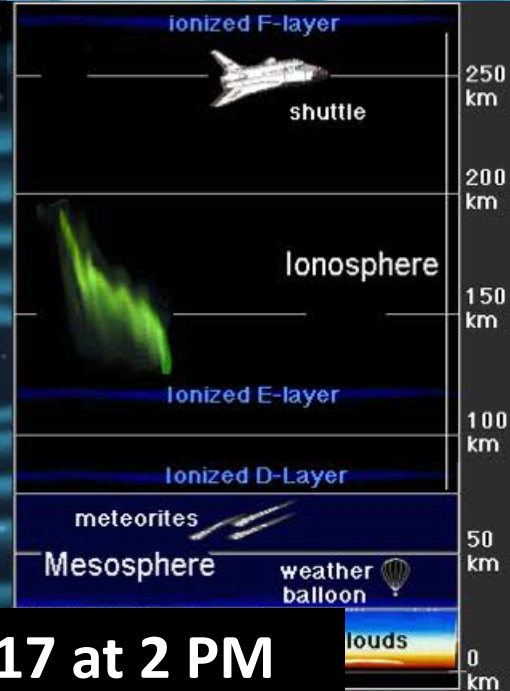 ionized F-layer
250
km
shuttle
200
km
Ionosphere
150
km
Ionized E-layer
100
km
Ionized D-Layer
meteorites
50
km
Mesosphere
weather
balloon
louds
17 at 2 PM
0
km